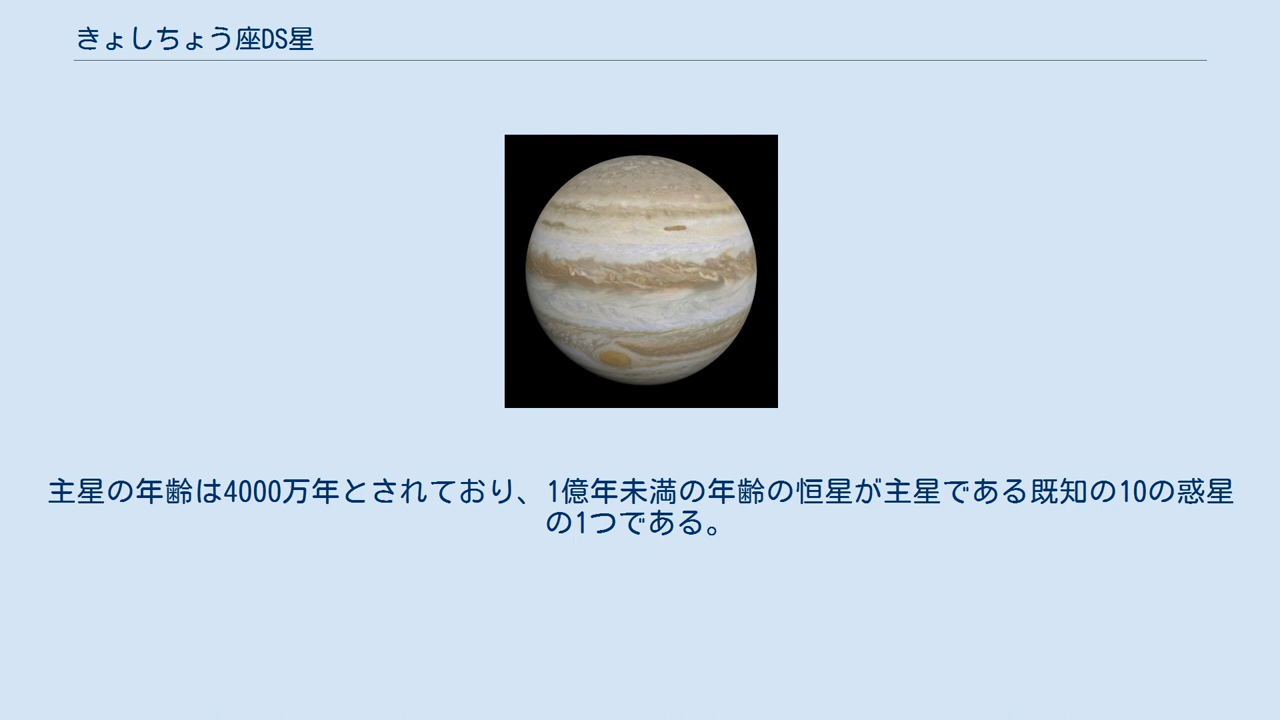 きょしちょう座DS星
主星の年齢は4000万年とされており、1億年未満の年齢の恒星が主星である既知の10の惑星
の1つである。